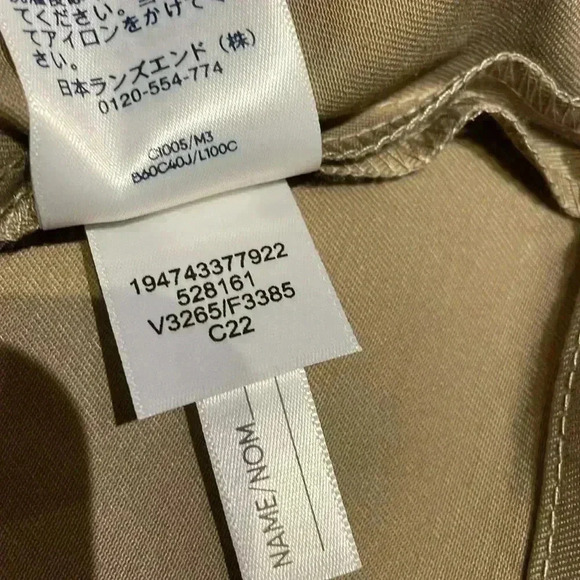 てください。
てアイロンをかけて
さい。
日本ランズエンド（株）
0120-554-774
C1005/M3
B60C40J/L100C
194743377922
528161
V3265/F3385
C22
NAME/NOM